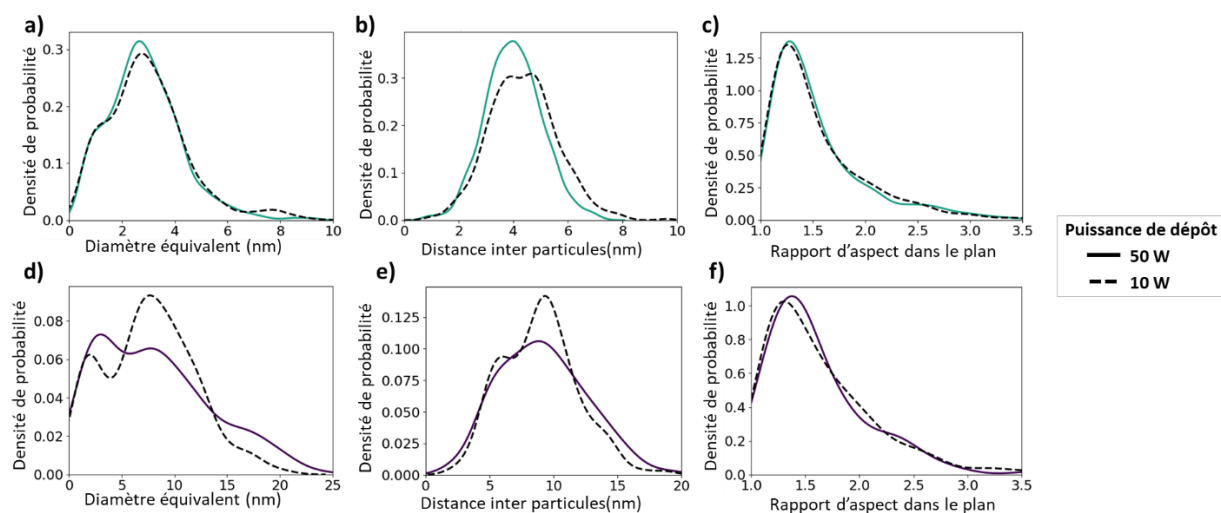 a)
Densité de probabilité
0.3
0.2
0.1
0.0
0 2 4 6 8 10
Diamètre équivalent (nm)
b)
Densité de probabilité
0.3
0.2
0.1
0.0
0 2 4 6 8 10
Distance inter particules(nm)
c)
Densité de probabilité
1.25
1.00
0.75
0.50
0.25
0.00
1.0 1.5 2.0 2.5 3.0 3.5
Rapport d'aspect dans le plan
Puissance de dépôt
50 W
10 W
d)
Densité de probabilité
0.08
0.06
0.04
0.02
0.00
0 5 10 15 20 25
Diamètre équivalent (nm)
e)
Densité de probabilité
0.125
0.100
0.075
0.050
0.025
0.000
0 5 10 15 20
Distance inter particules(nm)
f)
Densité de probabilité
1.0
0.8
0.6
0.4
0.2
0.0
1.0 1.5 2.0 2.5 3.0 3.5
Rapport d'aspect dans le plan